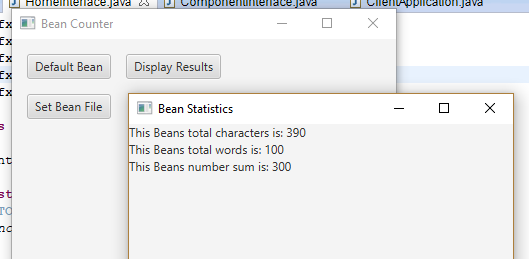 HomeInterface.java
ComponentInterface.java
ClientApplication.java
Bean Counter
Default Bean
Display Results
Set Bean File
Bean Statistics
This Beans total characters is: 390
This Beans total words is: 100
This Beans number sum is: 300